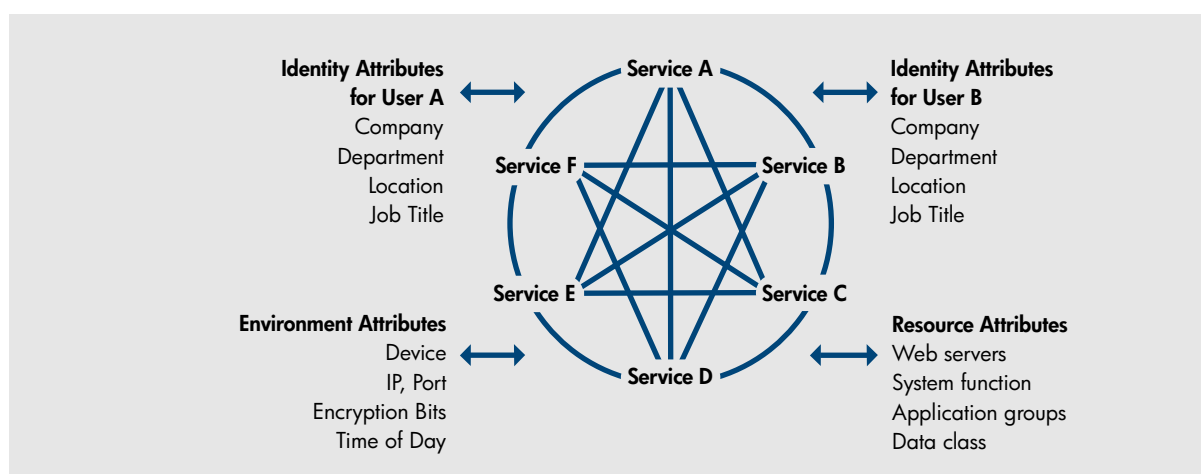 Identity Attributes
for User A
Company
Department
Location
Job Title
Service A
Identity Attributes
for User B
Company
Department
Location
Job Title
Service F
Service B
Service E
Service C
Service D
Environment Attributes
Device
IP, Port
Encryption Bits
Time of Day
Resource Attributes
Web servers
System function
Application groups
Data class